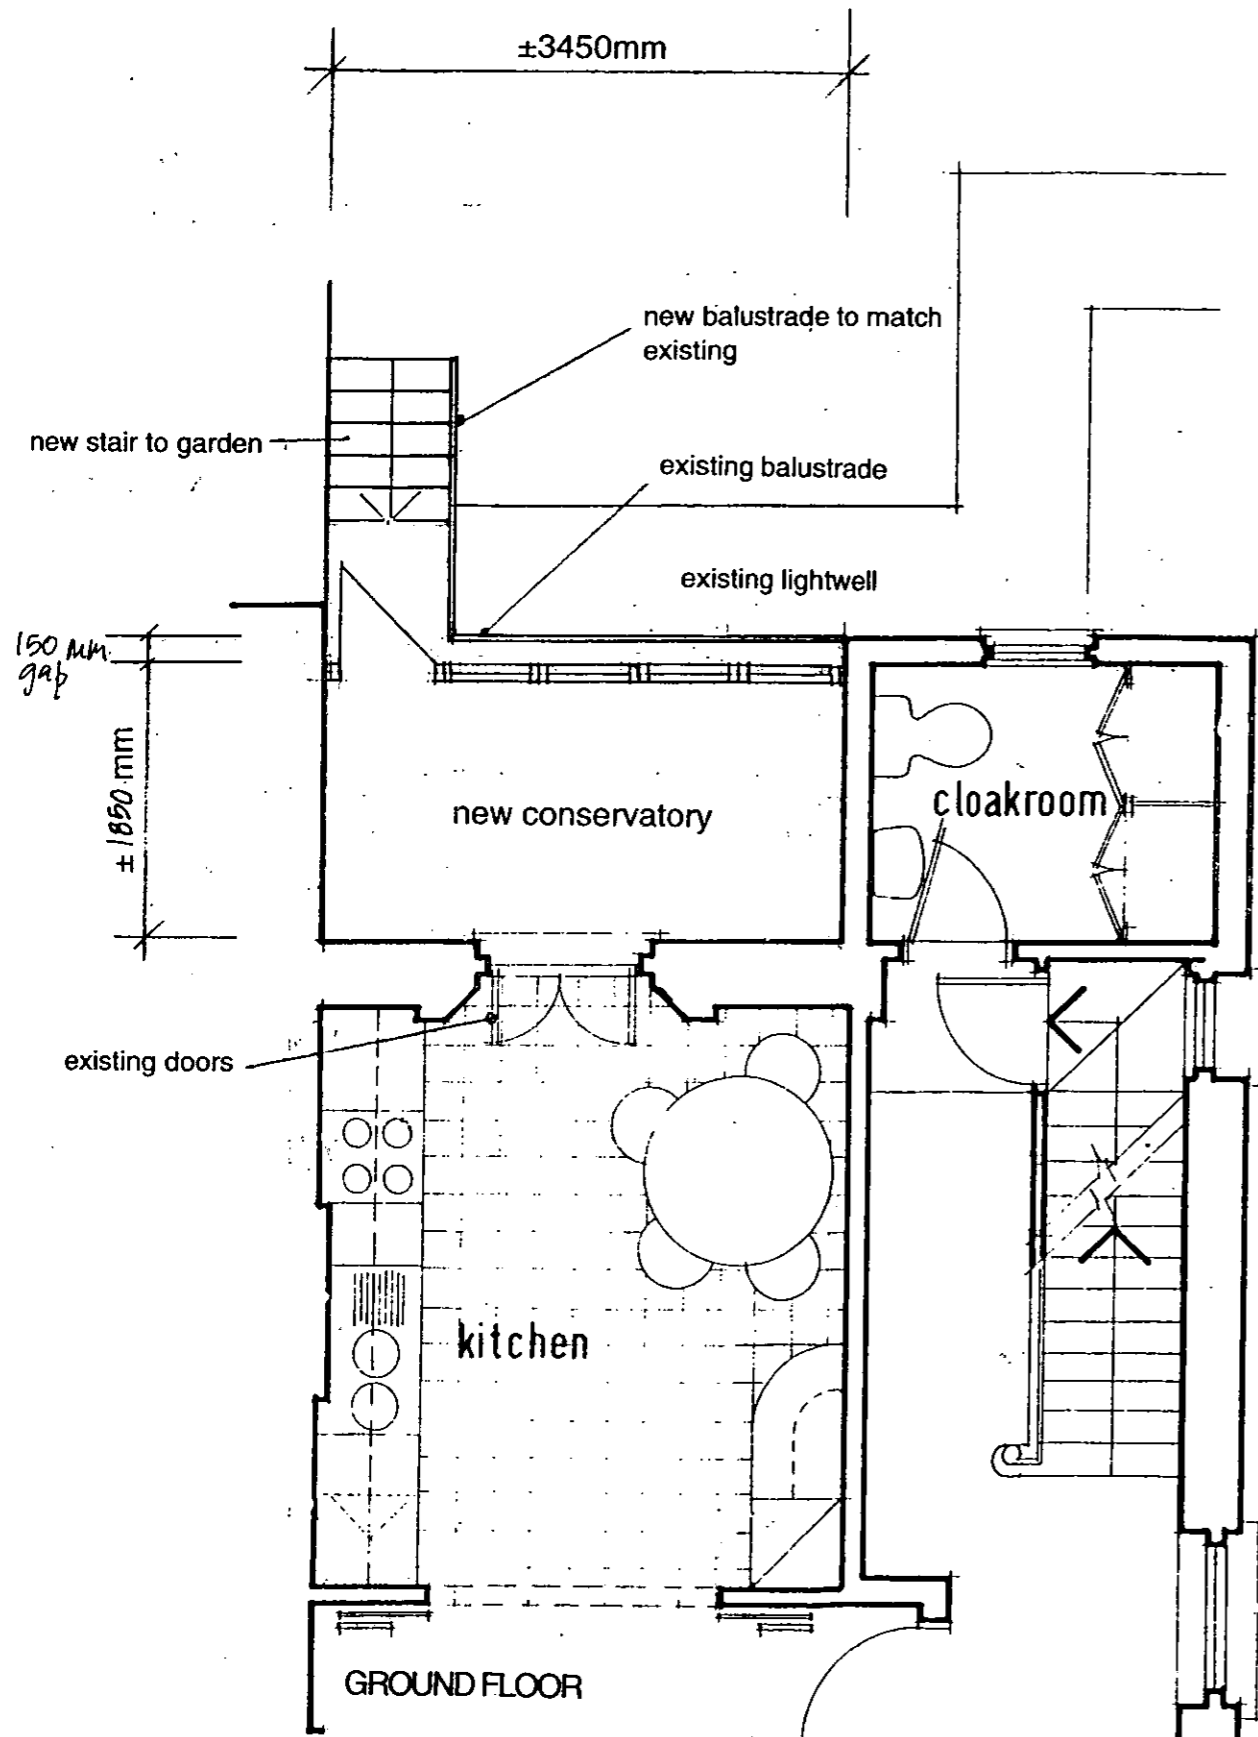 ±3450mm
new balustrade to match
existing
new stair to garden
existing balustrade
existing lightwell
150 mm
gap
±1850 mm
new conservatory
cloakroom
existing doors
kitchen
GROUND FLOOR